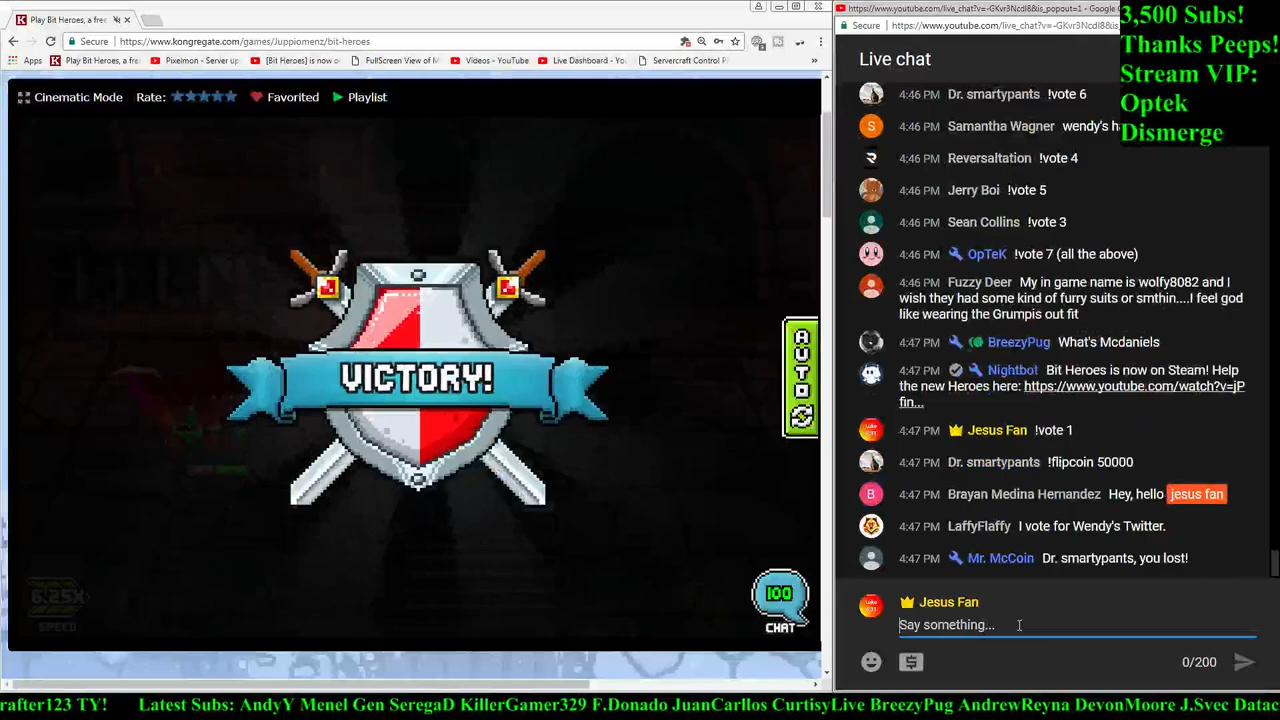 Play Bit Heroes, a fre
https://www.youtube.com/live_chat?v=-GKvr3Ncdl8&is_popout=1 - Google C
Secure
https://www.kongregate.com/games/Juppiomenz/bit-heroes
Secure
https://www.youtube.com/live_chat?v=-GKvr3Ncdl8&is_pop
Apps
Play Bit Heroes, a fre
Pixelmon - Server up
[Bit Heroes] is now o
FullScreen View of M
Videos - YouTube
Live Dashboard - Yo
Servercraft Control P
3,500 Subs!
Thanks Peeps!
Stream VIP:
Optek
Dismerge
Cinematic Mode
Rate:
Favorited
Playlist
VICTORY!
AUTO
6.25X
SPEED
100
CHAT
Live chat
4:46 PM Dr. smartypants !vote 6
4:46 PM Samantha Wagner wendy's h
4:46 PM Reversaltation !vote 4
4:46 PM Jerry Boi !vote 5
4:46 PM Sean Collins !vote 3
4:46 PM OpTeK !vote 7 (all the above)
4:46 PM Fuzzy Deer My in game name is wolfy8082 and I
wish they had some kind of furry suits or smthin....I feel god
like wearing the Grumpis out fit
4:47 PM BreezyPug What's Mcdaniels
4:47 PM Nightbot Bit Heroes is now on Steam! Help
the new Heroes here: https://www.youtube.com/watch?v=jP
fin...
4:47 PM Jesus Fan !vote 1
4:47 PM Dr. smartypants !flipcoin 50000
4:47 PM Brayan Medina Hernandez Hey, hello jesus fan
4:47 PM LaffyFlaffy I vote for Wendy's Twitter.
4:47 PM Mr. McCoin Dr. smartypants, you lost!
Jesus Fan
Say something...
0/200
rafter123 TY! Latest Subs: AndyY Menel Gen SeregaD KillerGamer329 F.Donado JuanCarllos CurtisyLive BreezyPug AndrewReyna DevonMoore J.Svec Datac